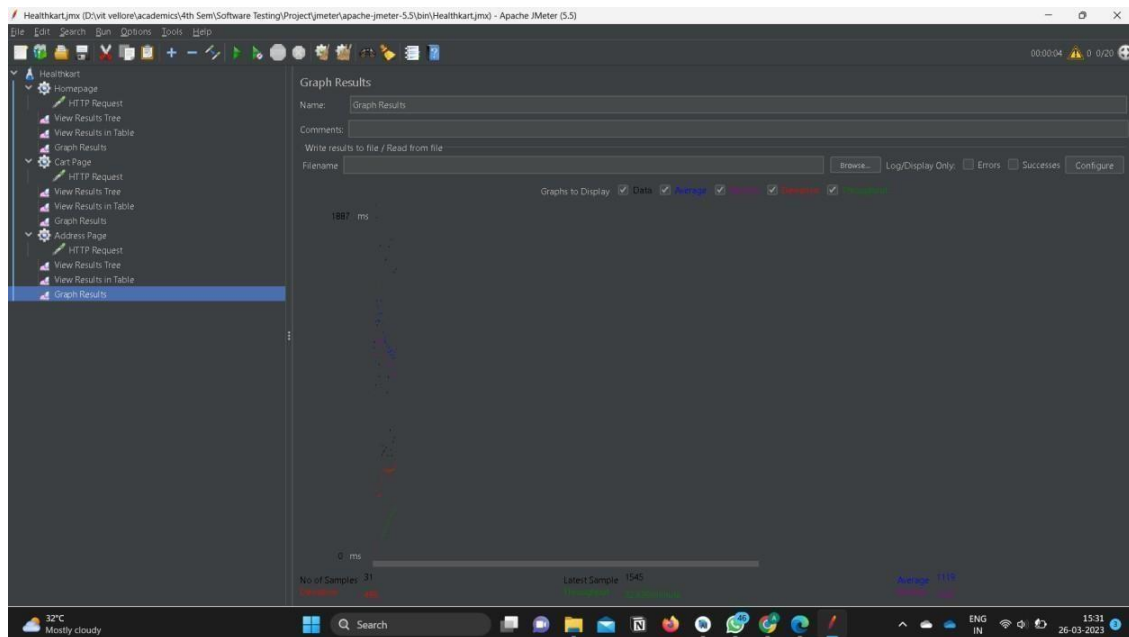 Healthkart.jmx (D:\vit vellore\academics\4th Sem\Software Testing\Project\jmeter\apache-jmeter-5.5\bin\Healthkart.jmx) - Apache JMeter (5.5)
File Edit Search Run Options Tools Help
00:00:04 0 0/20
Healthkart
Homepage
HTTP Request
View Results Tree
View Results in Table
Graph Results
Cart Page
HTTP Request
View Results Tree
View Results in Table
Graph Results
Address Page
HTTP Request
View Results Tree
View Results in Table
Graph Results
Graph Results
Name: Graph Results
Comments:
Write results to file / Read from file
Filename Browse... Log/Display Only: Errors Successes Configure
Graphs to Display Data Average
1887 ms
0 ms
No of Samples 31 Latest Sample 1545 Average
32°C
Mostly cloudy
Search
ENG
IN
15:31
26-03-2023